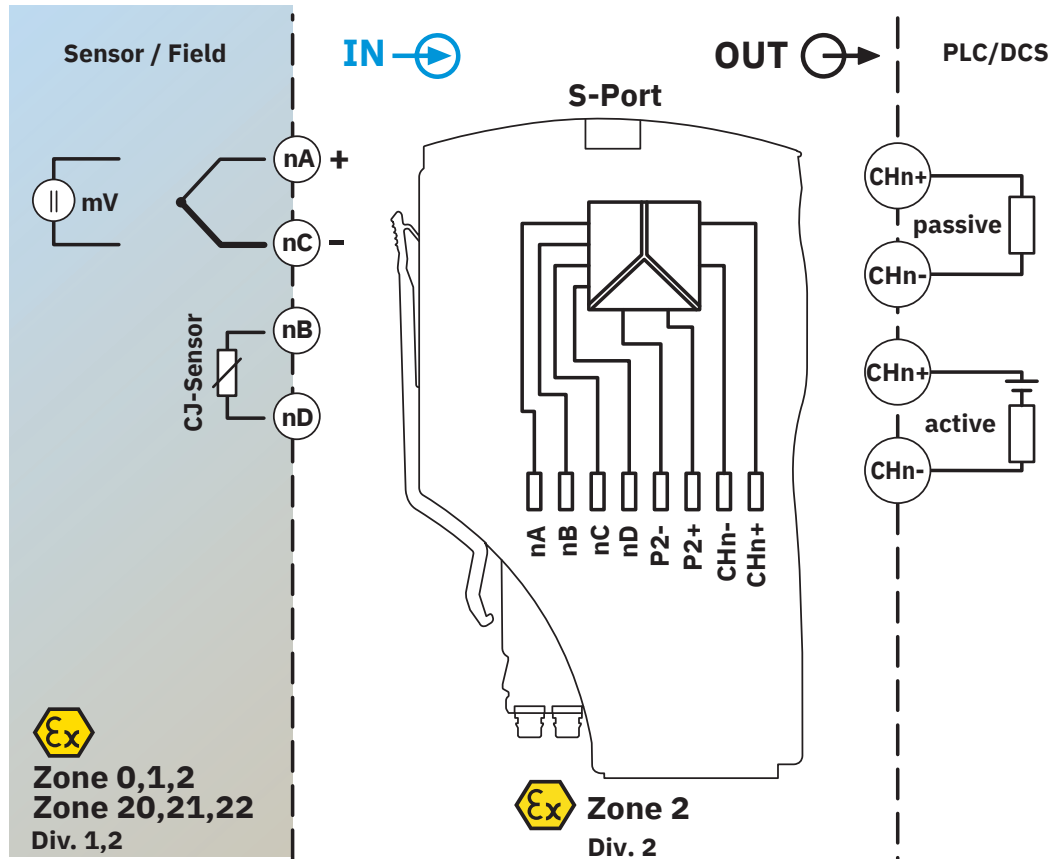 Sensor / Field
IN
OUT
PLC/DCS
S-Port
nA +
mV
nC -
CJ-Sensor
nB
nD
CHn+
passive
CHn-
CHn+
active
CHn-
nA
nB
nC
nD
P2-
P2+
CHn-
CHn+
Ex
Zone 0,1,2
Zone 20,21,22
Div. 1,2
Ex
Zone 2
Div. 2